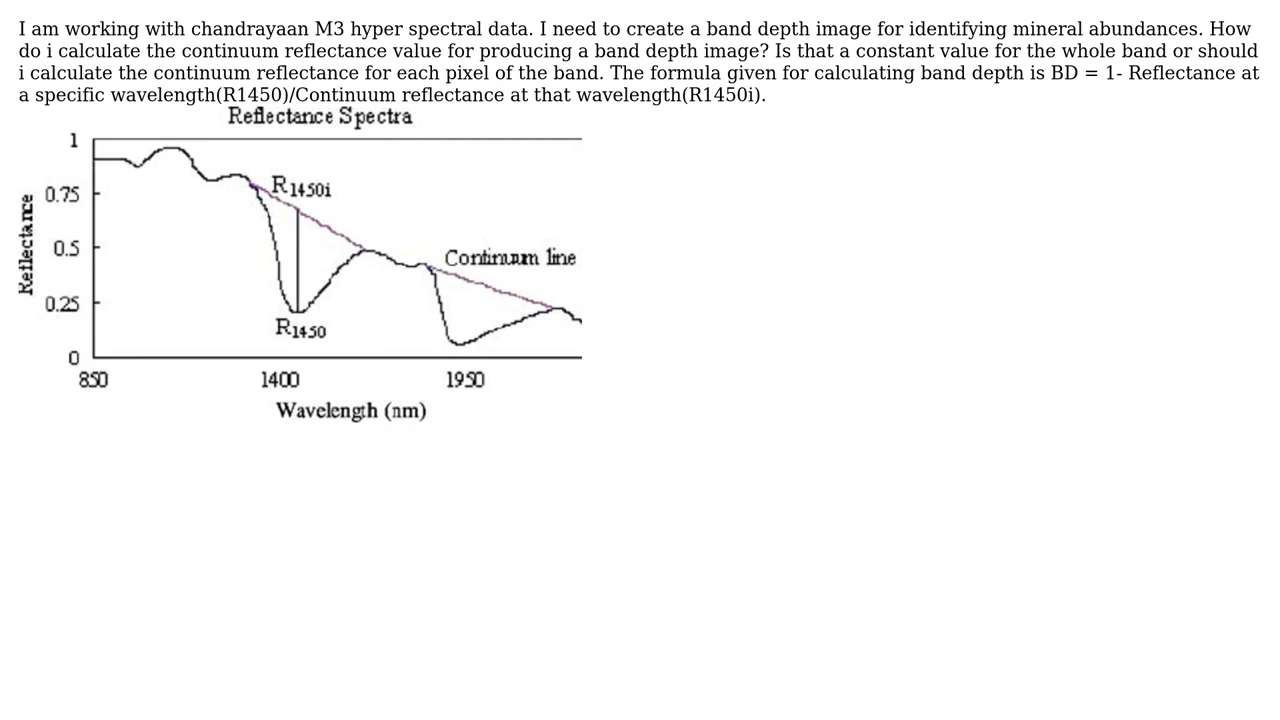 I am working with chandrayaan M3 hyper spectral data. I need to create a band depth image for identifying mineral abundances. How
do i calculate the continuum reflectance value for producing a band depth image? Is that a constant value for the whole band or should
i calculate the continuum reflectance for each pixel of the band. The formula given for calculating band depth is BD = 1- Reflectance at
a specific wavelength(R1450)/Continuum reflectance at that wavelength(R1450i).
Reflectance Spectra
1
0.75
0.5
0.25
0
Reflectance
R1450i
Continuum line
R1450
850 1400 1950
Wavelength (nm)